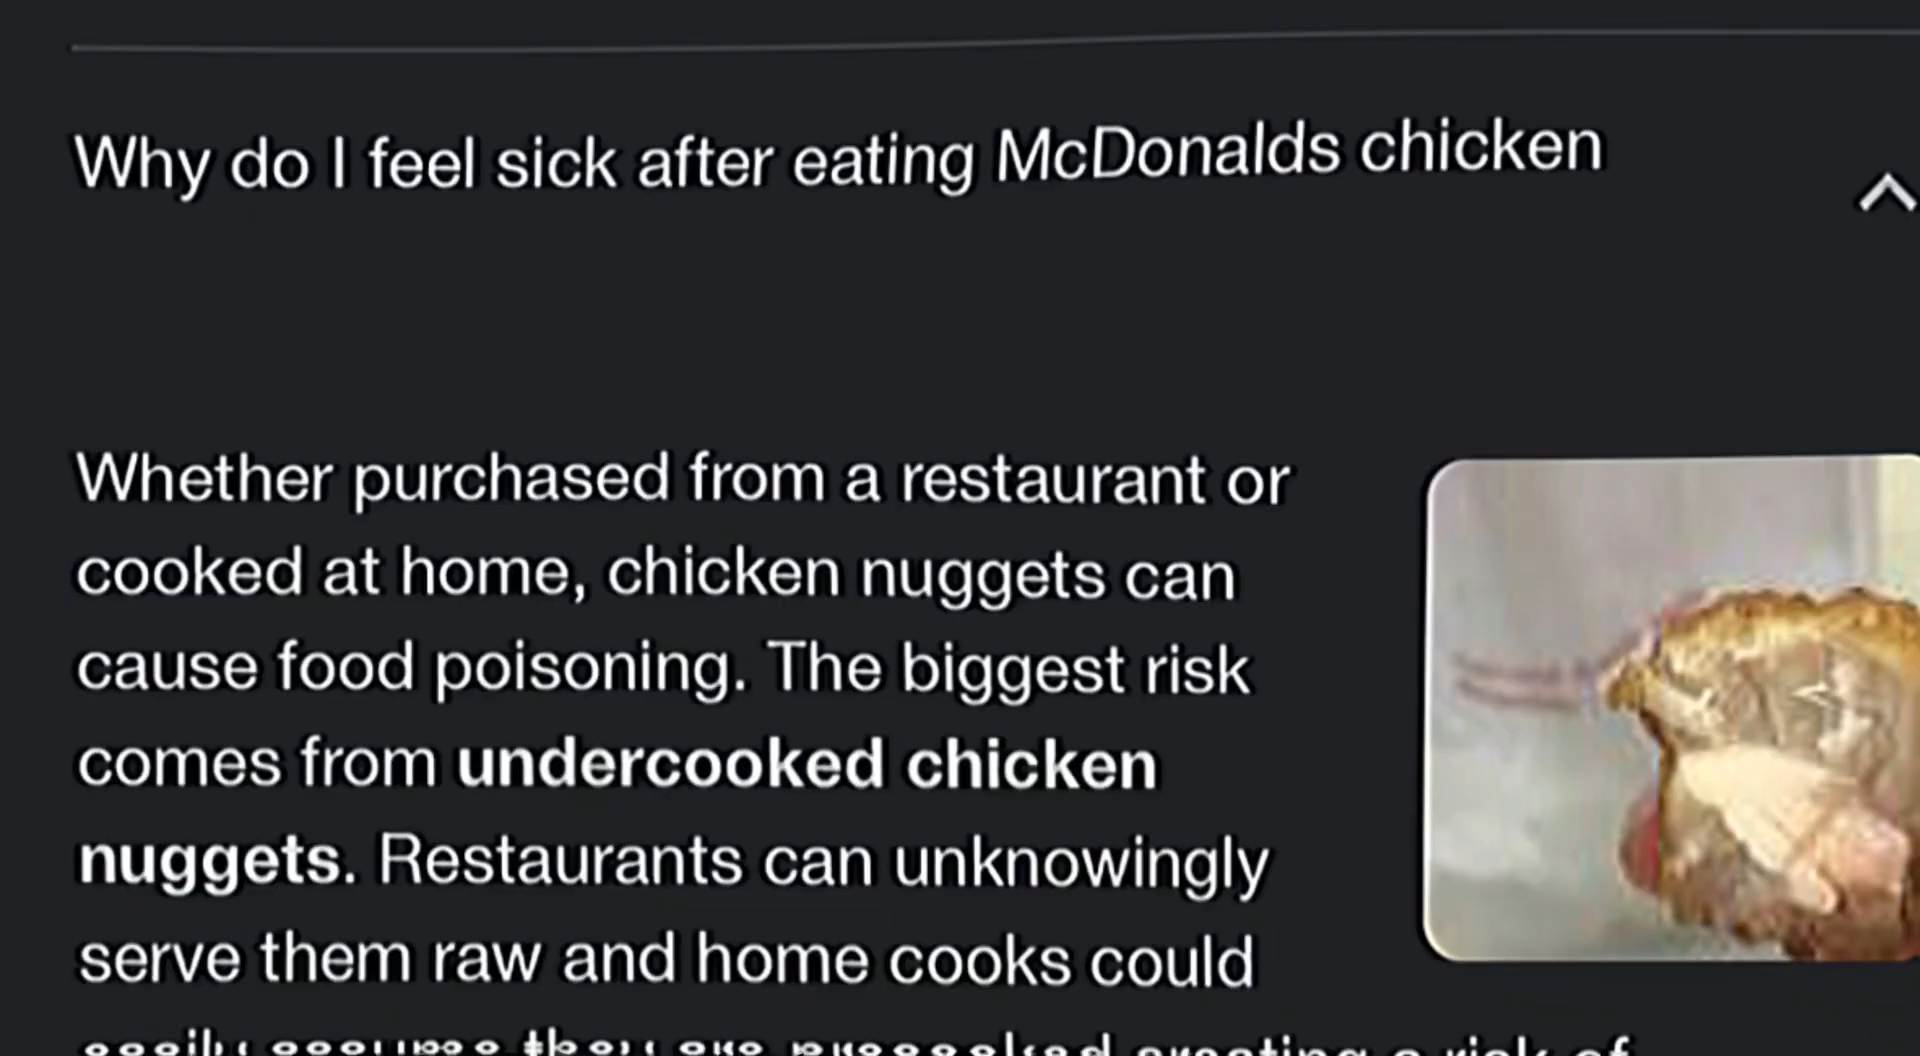 Why do I feel sick after eating McDonalds chicken
Whether purchased from a restaurant or
cooked at home, chicken nuggets can
cause food poisoning. The biggest risk
comes from undercooked chicken
nuggets. Restaurants can unknowingly
serve them raw and home cooks could
risk of